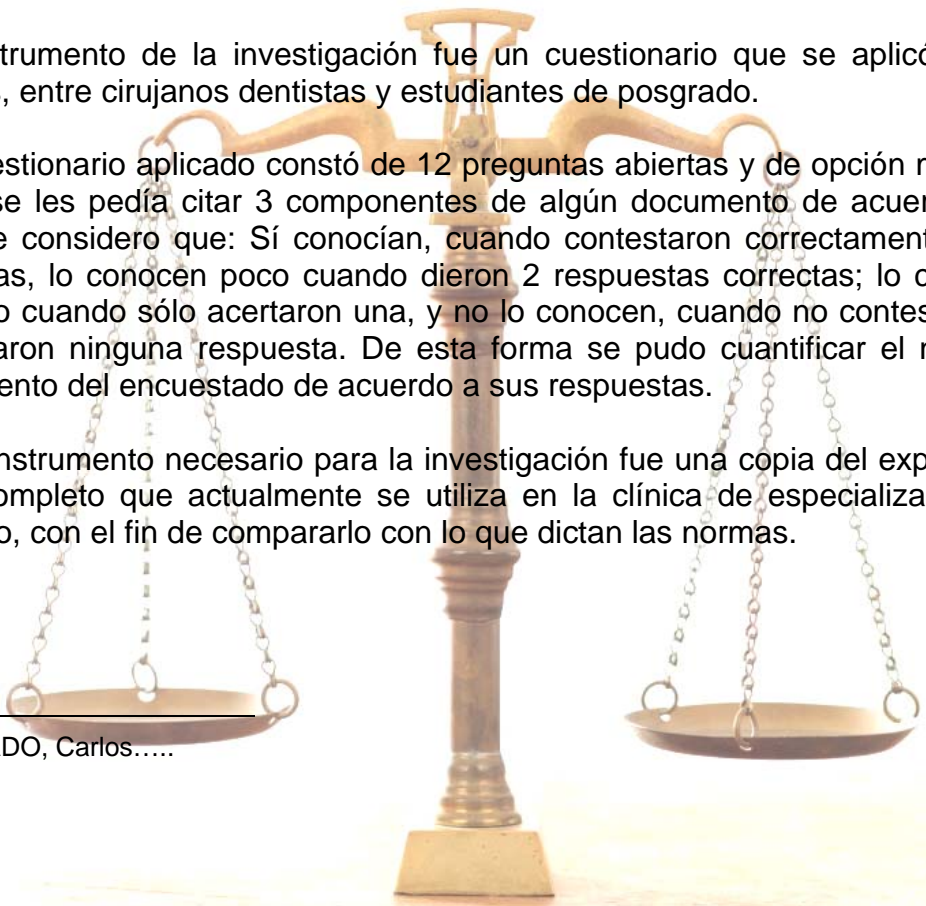 strumento de la investigación fue un cuestionario que se aplicó
, entre cirujanos dentistas y estudiantes de posgrado.
estionario aplicado constó de 12 preguntas abiertas y de opción
se les pedía citar 3 componentes de algún documento de acuer
e considero que: Sí conocían, cuando contestaron correctament
as, lo conocen poco cuando dieron 2 respuestas correctas; lo c
o cuando sólo acertaron una, y no lo conocen, cuando no contes
aron ninguna respuesta. De esta forma se pudo cuantificar el
ento del encuestado de acuerdo a sus respuestas.
nstrumento necesario para la investigación fue una copia del exp
ompleto que actualmente se utiliza en la clínica de especializa
o, con el fin de compararlo con lo que dictan las normas.
ADO, Carlos…..